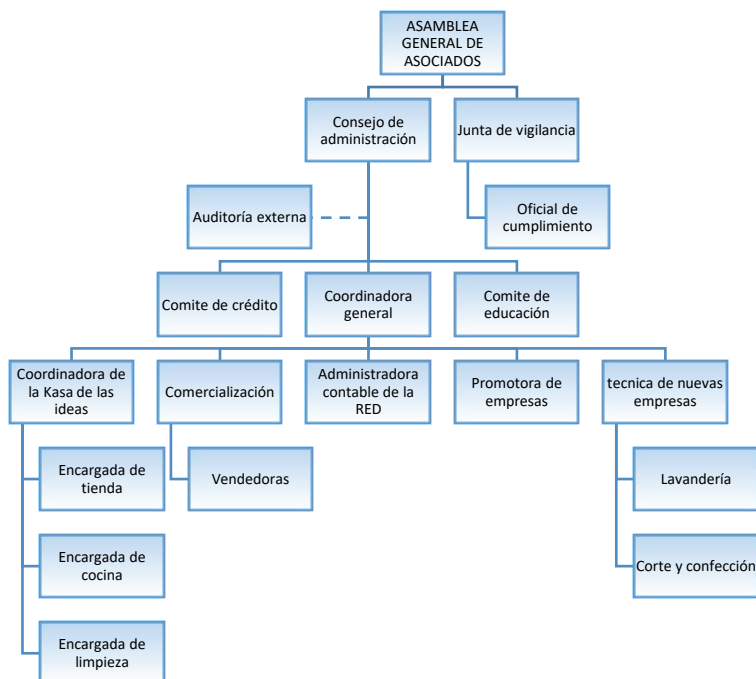 ASAMBLEA
GENERAL DE
ASOCIADOS
Consejo de
administración
Junta de vigilancia
Auditoría externa
Oficial de
cumplimiento
Comite de crédito
Coordinadora
general
Comite de
educación
Coordinadora de
la Kasa de las
ideas
Comercialización
Administradora
contable de la
RED
Promotora de
empresas
tecnica de nuevas
empresas
Encargada de
tienda
Vendedoras
Lavandería
Encargada de
cocina
Corte y confección
Encargada de
limpieza